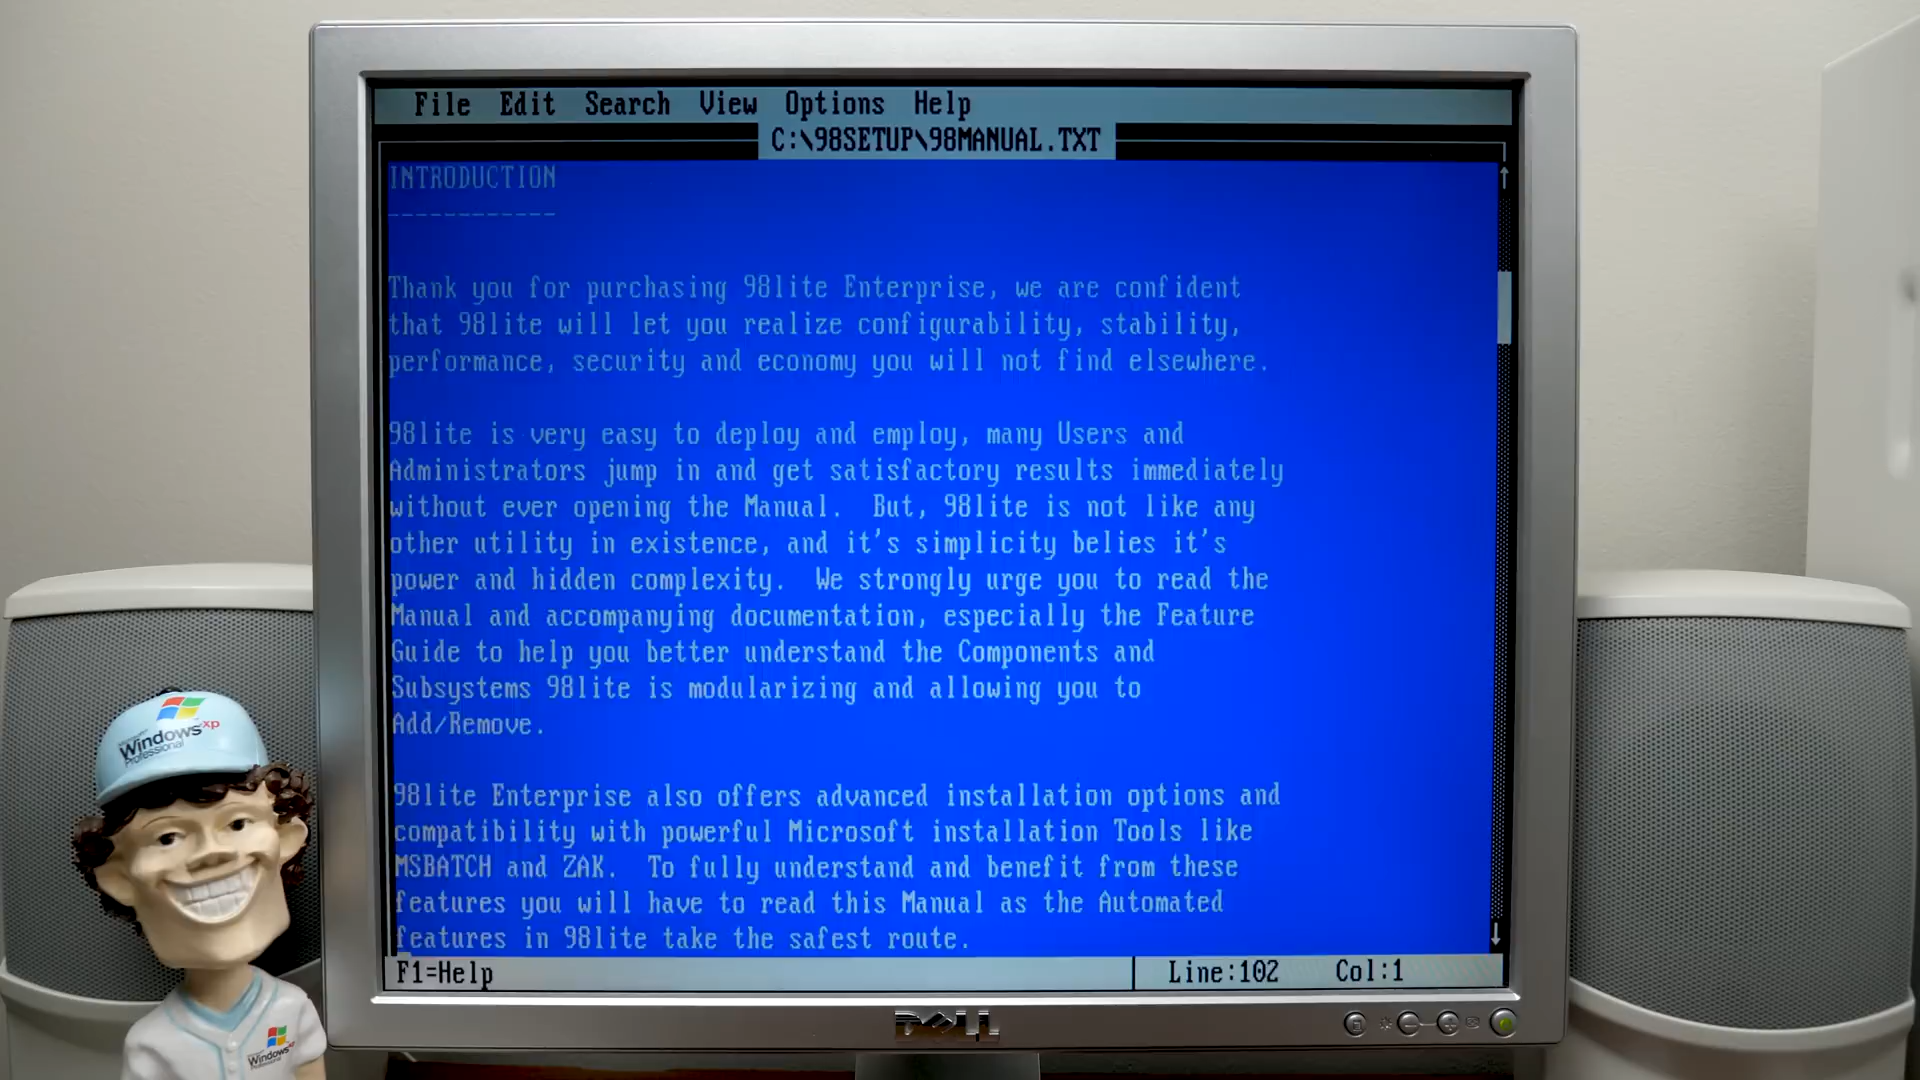 File Edit Search View Options Help
C:\98SETUP\98MANUAL.TXT
INTRODUCTION
------------
Thank you for purchasing 98lite Enterprise, we are confident
that 98lite will let you realize configurability, stability,
performance, security and economy you will not find elsewhere.
98lite is very easy to deploy and employ, many Users and
Administrators jump in and get satisfactory results immediately
without ever opening the Manual.  But, 98lite is not like any
other utility in existence, and it's simplicity belies it's
power and hidden complexity.  We strongly urge you to read the
Manual and accompanying documentation, especially the Feature
Guide to help you better understand the Components and
Subsystems 98lite is modularizing and allowing you to
Add/Remove.
98lite Enterprise also offers advanced installation options and
compatibility with powerful Microsoft installation Tools like
MSBATCH and ZAK.  To fully understand and benefit from these
features you will have to read this Manual as the Automated
features in 98lite take the safest route.
F1=Help
Line:102 Col:1
DELL
Microsoft
Windows xp
Professional
Windows xp
Professional